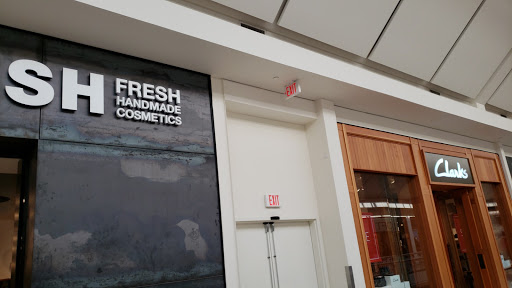 SH
FRESH
HANDMADE
COSMETICS
EXIT
EXIT
Clarks